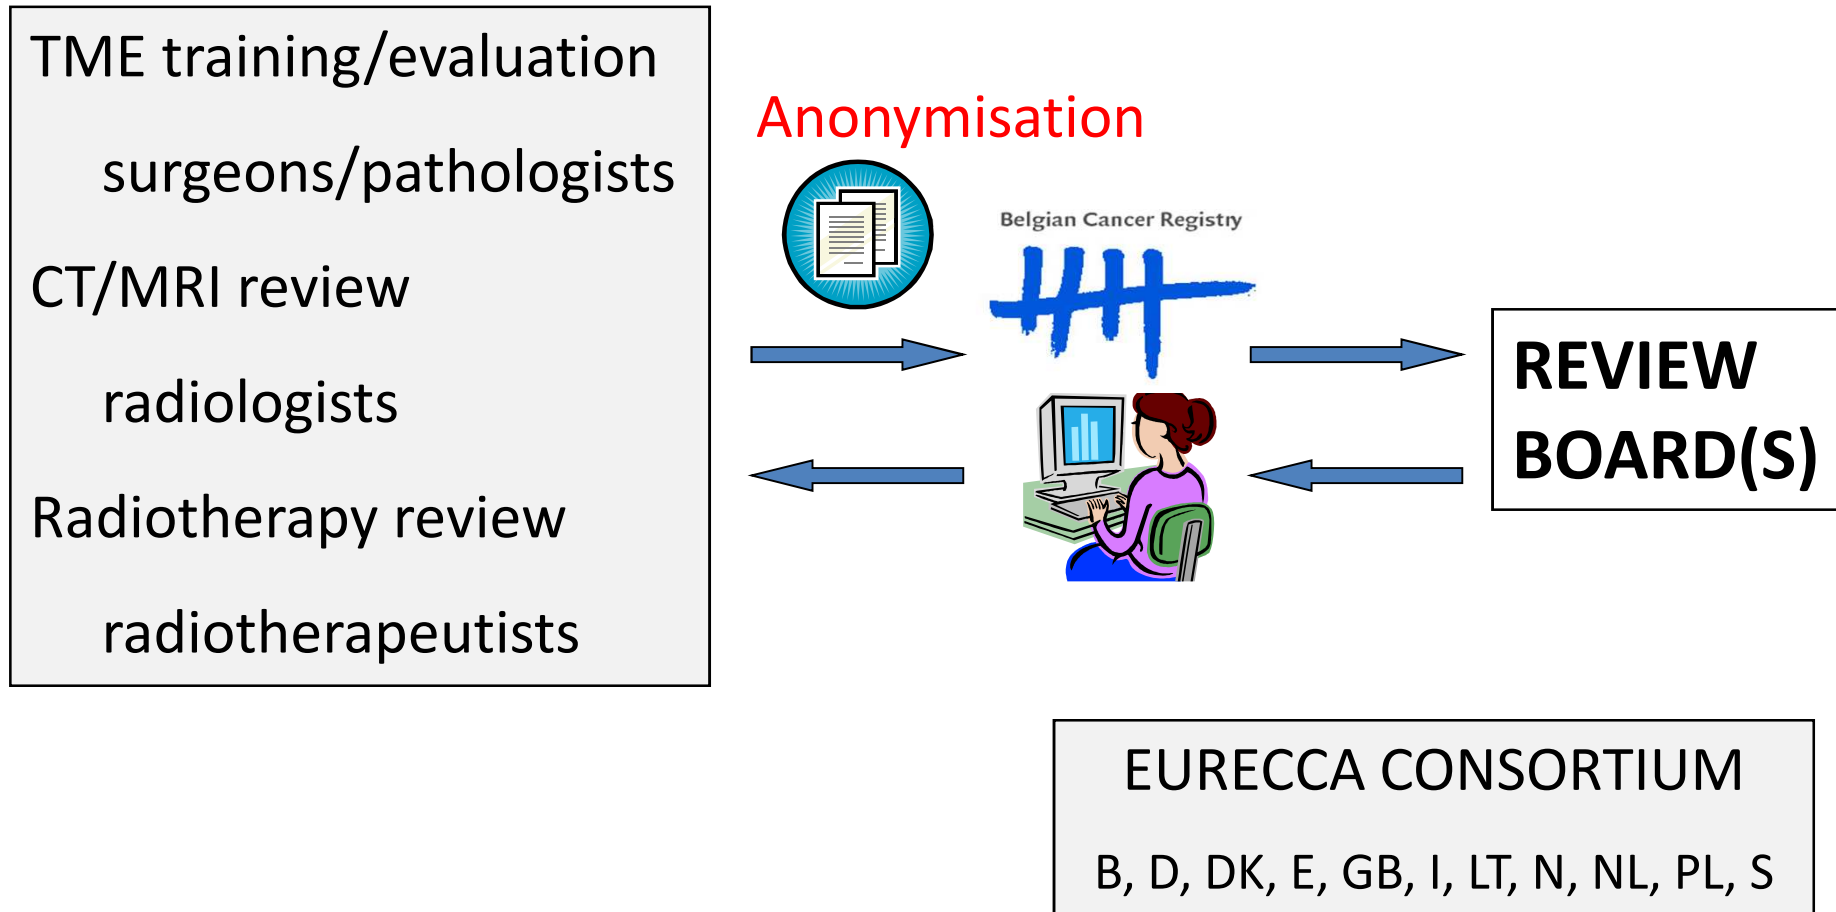 TME training/evaluation
surgeons/pathologists
CT/MRI review
radiologists
Radiotherapy review
radiotherapeutists
Anonymisation
Belgian Cancer Registry
REVIEW
BOARD(S)
EURECCA CONSORTIUM
B, D, DK, E, GB, I, LT, N, NL, PL, S